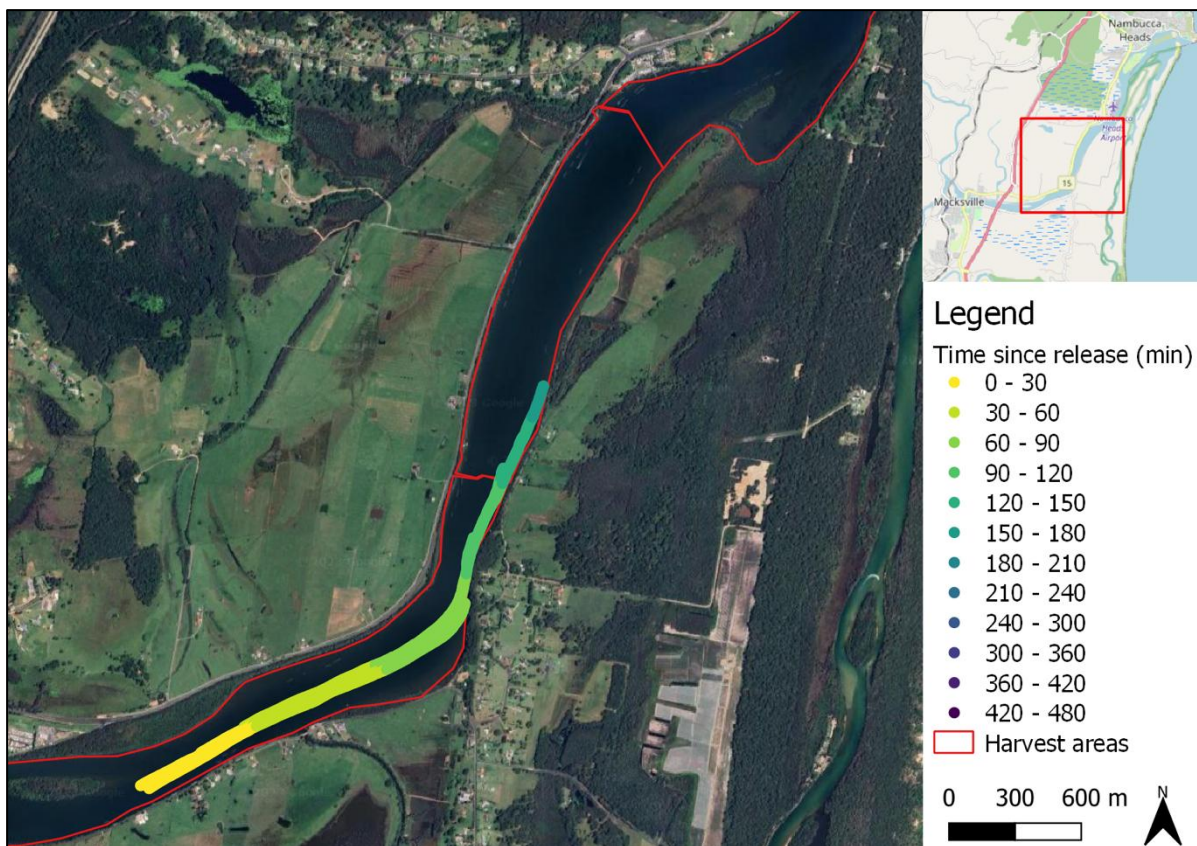 Nambucca
Heads
Heads
Airport
15
Macksville
Legend
Time since release (min)
0 - 30
30 - 60
60 - 90
90 - 120
120 - 150
150 - 180
180 - 210
210 - 240
240 - 300
300 - 360
360 - 420
420 - 480
Harvest areas
0 300 600 m
N